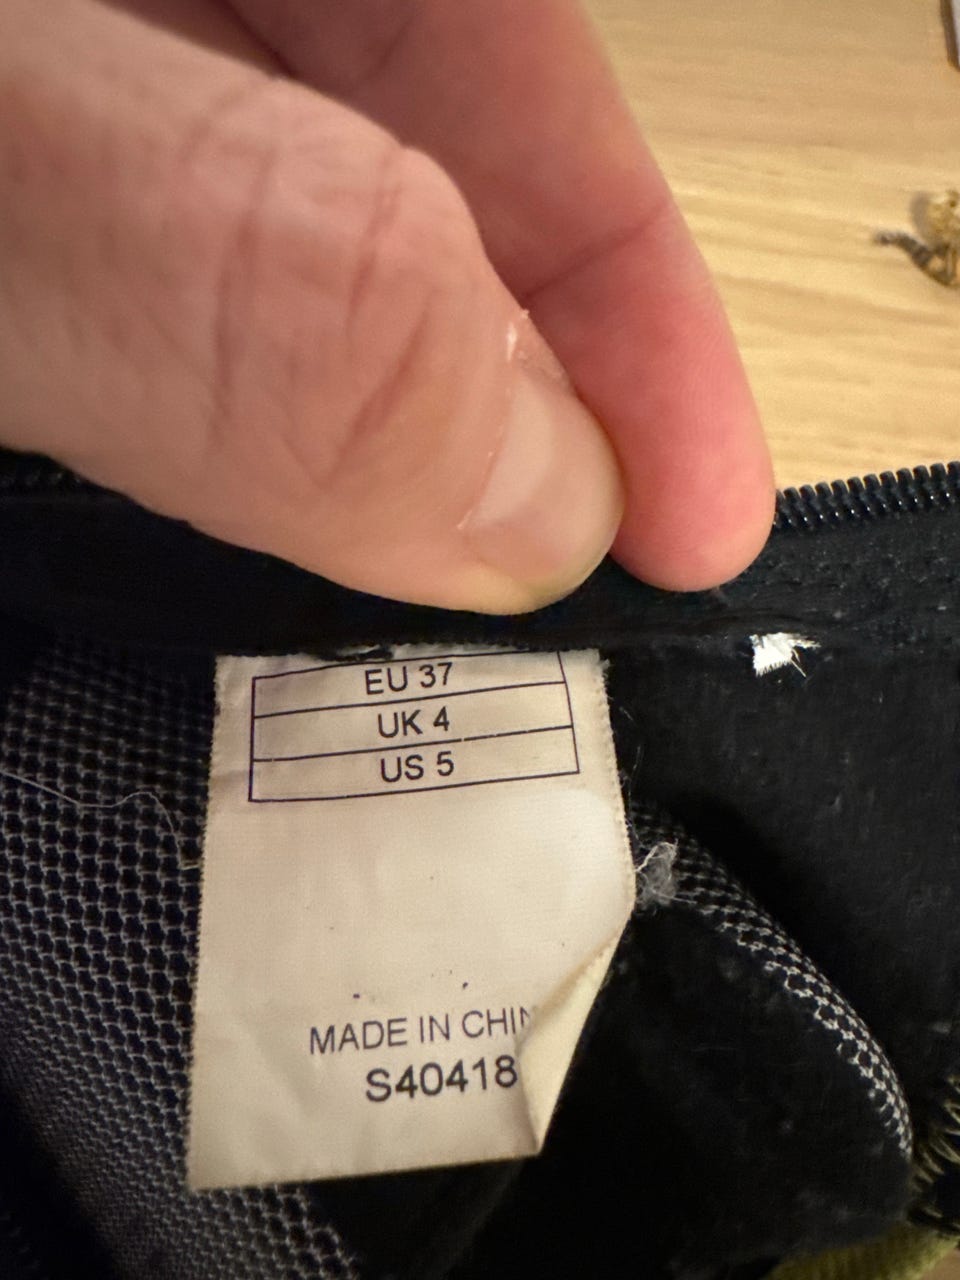 EU 37
UK 4
US 5
MADE IN CHIN
S40418